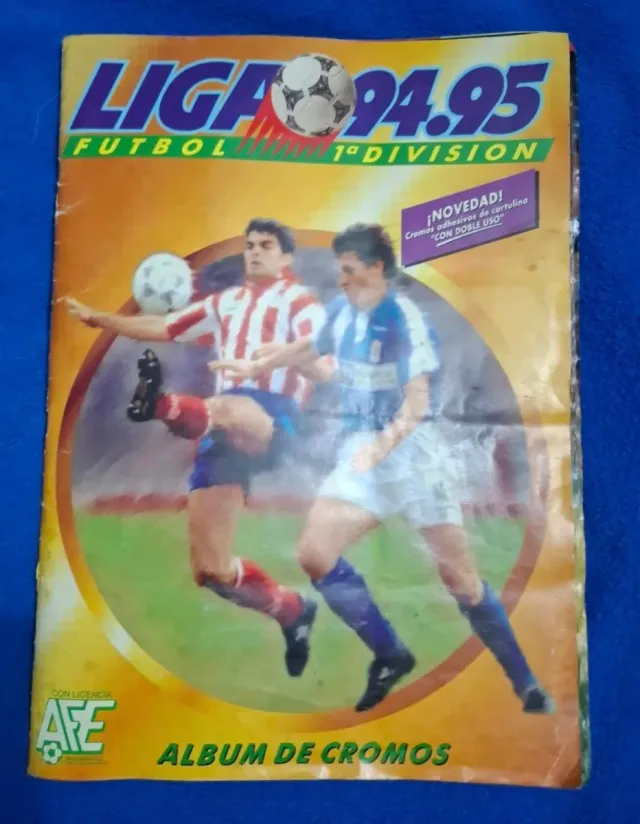 LIGA 94.95
FUTBOL 1ª DIVISION
¡NOVEDAD!
Cromos adhesivos de cartulina
"CON DOBLE USO"
CON LICENCIA
AFE
ALBUM DE CROMOS